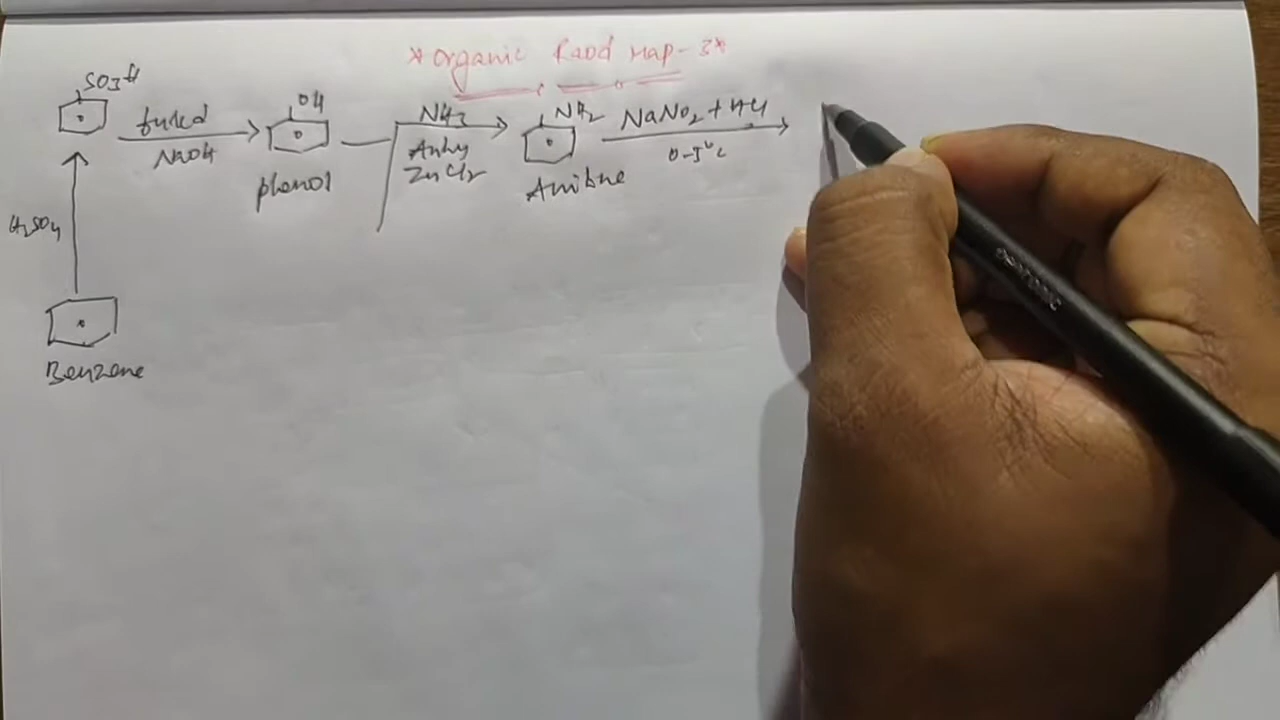 *Organic Raod Map-3*
SO3H
fused
NaOH
OH
phenol
NH3
Anhy
ZnCl2
NH2
Aniline
NaNO2 + HCl
0-5°C
H2SO4
Benzene